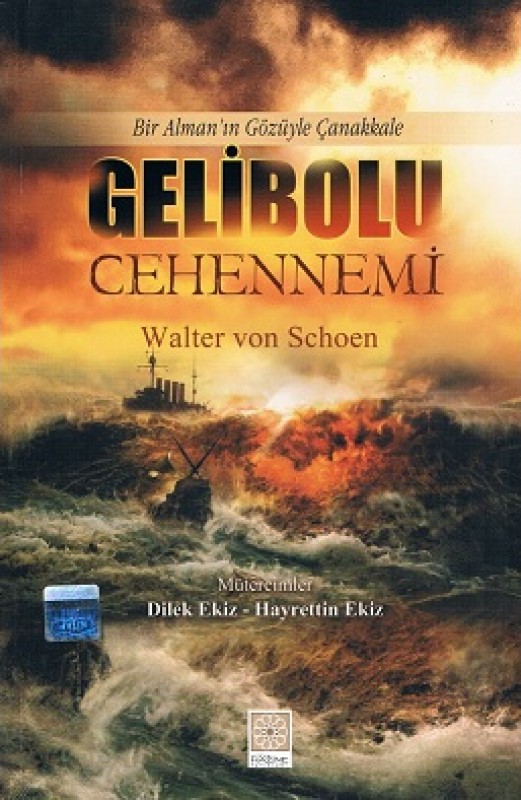 Bir Alman'ın Gözüyle Çanakkale
GELİBOLU
CEHENNEMİ
Walter von Schoen
Mütercimler
Dilek Ekiz - Hayrettin Ekiz